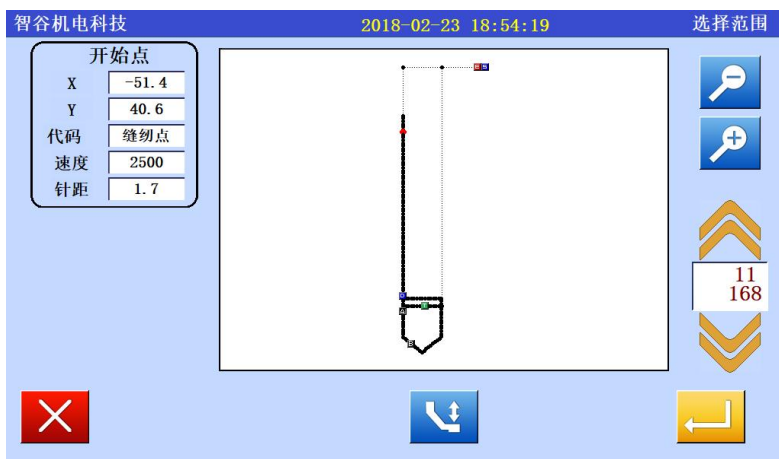 智谷机电科技
2018-02-23 18:54:19
选择范围
开始点
X -51.4
Y 40.6
代码 缝纫点
速度 2500
针距 1.7
11
168